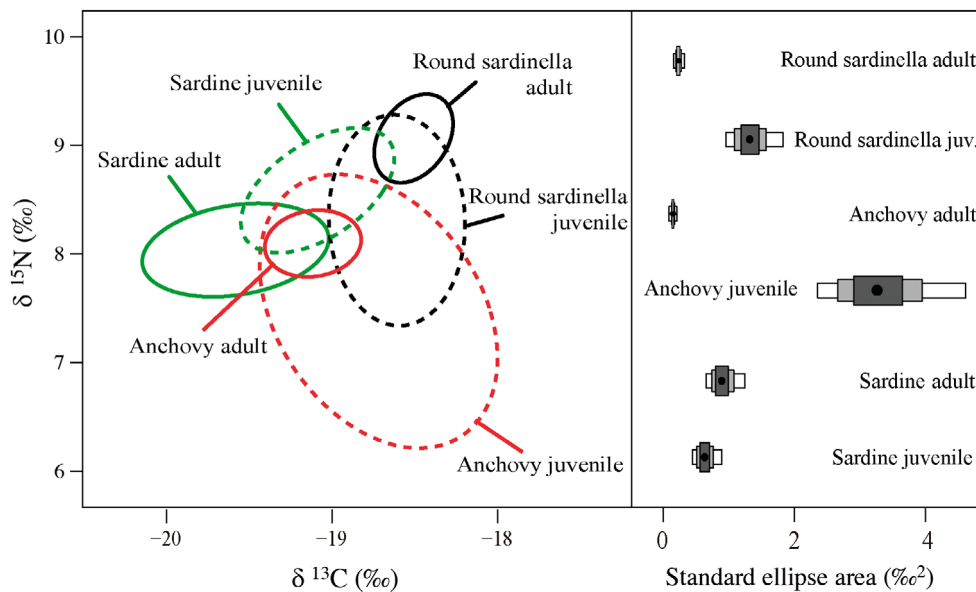 10
9
8
7
6
δ ¹⁵N (‰)
Sardine juvenile
Round sardinella
adult
Sardine adult
Round sardinella
juvenile
Anchovy adult
Anchovy juvenile
−20
−19
−18
δ ¹³C (‰)
Round sardinella adult
Round sardinella juv.
Anchovy adult
Anchovy juvenile
Sardine adult
Sardine juvenile
0
2
4
Standard ellipse area (‰²)